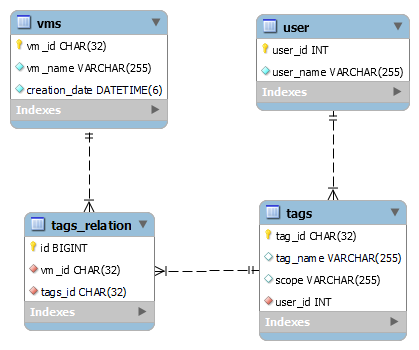 vms
vm_id CHAR(32)
vm_name VARCHAR(255)
creation_date DATETIME(6)
Indexes
user
user_id INT
user_name VARCHAR(255)
Indexes
tags_relation
id BIGINT
vm_id CHAR(32)
tags_id CHAR(32)
Indexes
tags
tag_id CHAR(32)
tag_name VARCHAR(255)
scope VARCHAR(255)
user_id INT
Indexes